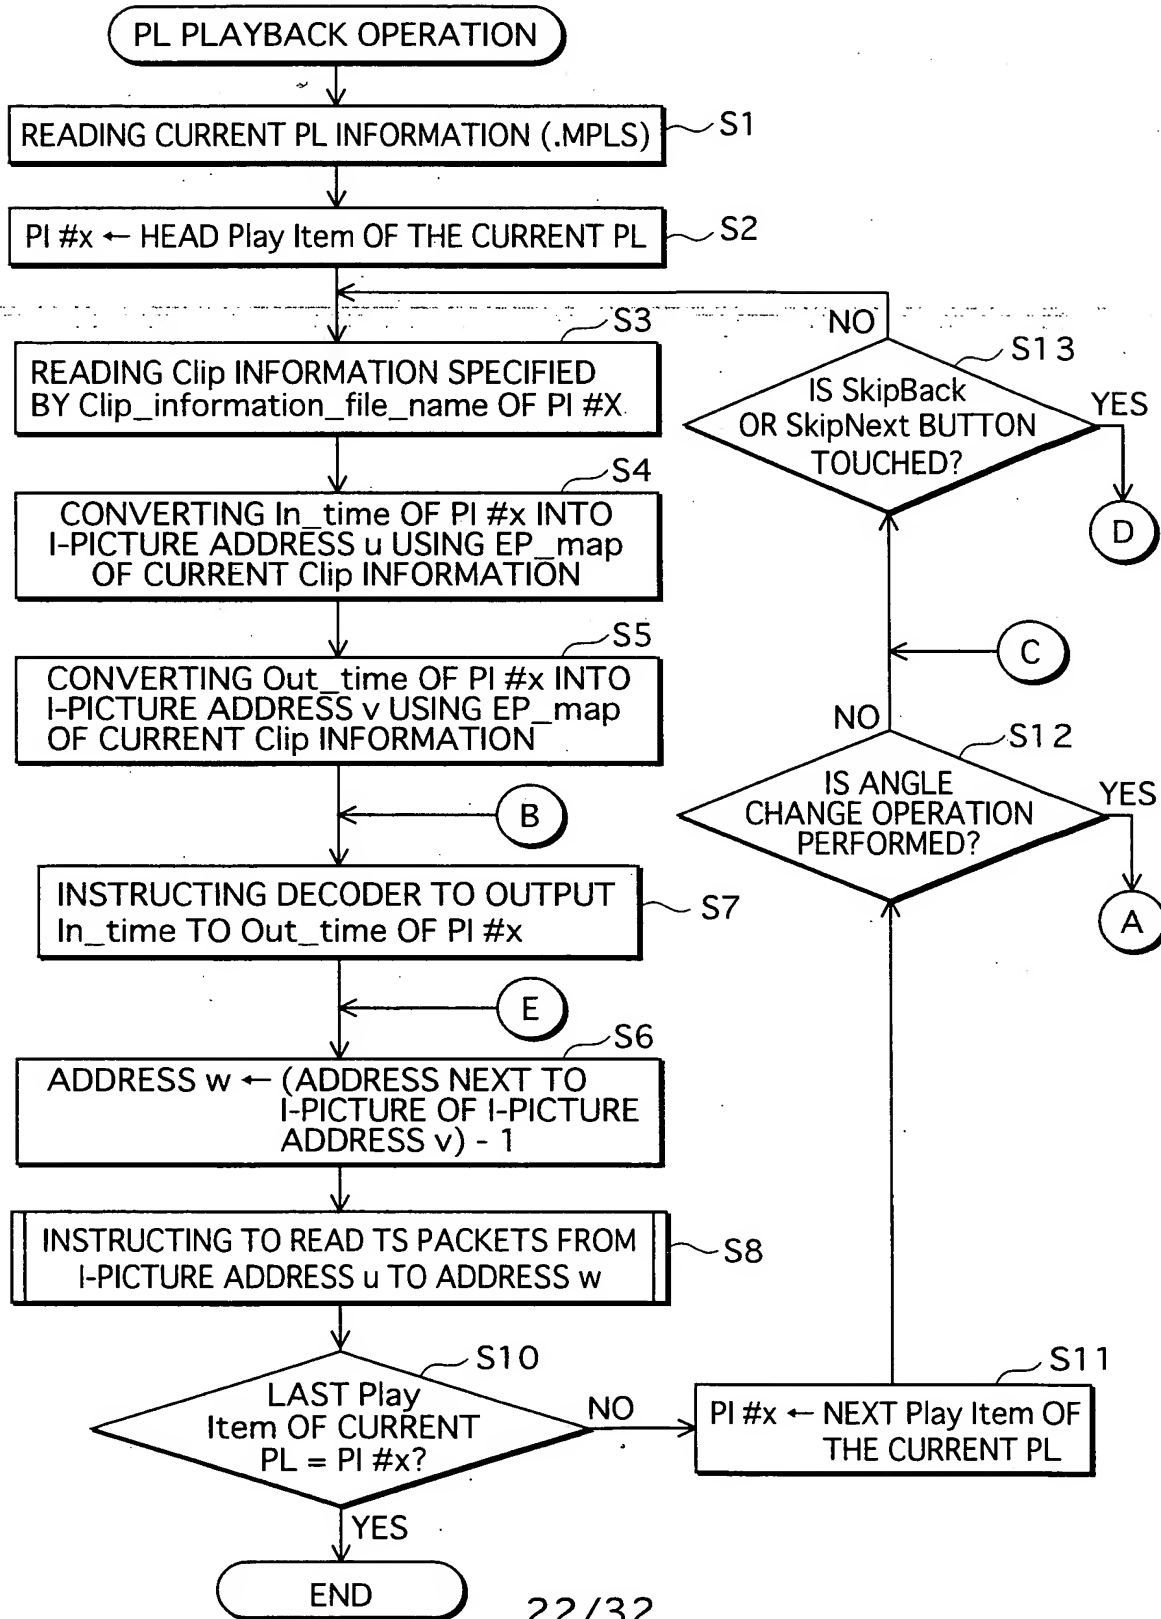 PL PLAYBACK OPERATION
READING CURRENT PL INFORMATION (.MPLS)
S1
PI #x ← HEAD Play Item OF THE CURRENT PL
S2
S3
READING Clip INFORMATION SPECIFIED
BY Clip_information_file_name OF PI #X
S4
CONVERTING In_time OF PI #x INTO
I-PICTURE ADDRESS u USING EP_map
OF CURRENT Clip INFORMATION
S5
CONVERTING Out_time OF PI #x INTO
I-PICTURE ADDRESS v USING EP_map
OF CURRENT Clip INFORMATION
B
INSTRUCTING DECODER TO OUTPUT
In_time TO Out_time OF PI #x
S7
E
S6
ADDRESS w ← (ADDRESS NEXT TO
I-PICTURE OF I-PICTURE
ADDRESS v) - 1
INSTRUCTING TO READ TS PACKETS FROM
I-PICTURE ADDRESS u TO ADDRESS w
S8
S10
LAST Play
Item OF CURRENT
PL = PI #x?
NO
YES
END
S11
PI #x ← NEXT Play Item OF
THE CURRENT PL
S12
IS ANGLE
CHANGE OPERATION
PERFORMED?
YES
A
NO
C
S13
IS SkipBack
OR SkipNext BUTTON
TOUCHED?
YES
D
NO
22/32